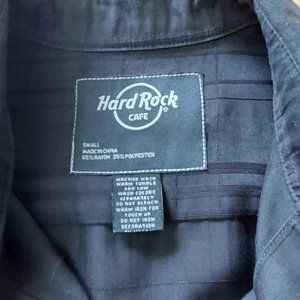 Hard Rock
CAFE
®
SMALL
MADE IN CHINA
65%RAYON 35%POLYESTER
MACHINE WASH
WARM TUMBLE
DRY LOW
WASH COLORS
SEPARATELY
DO NOT BLEACH
WARM IRON FOR
TOUCH UP
DO NOT IRON
DECORATION